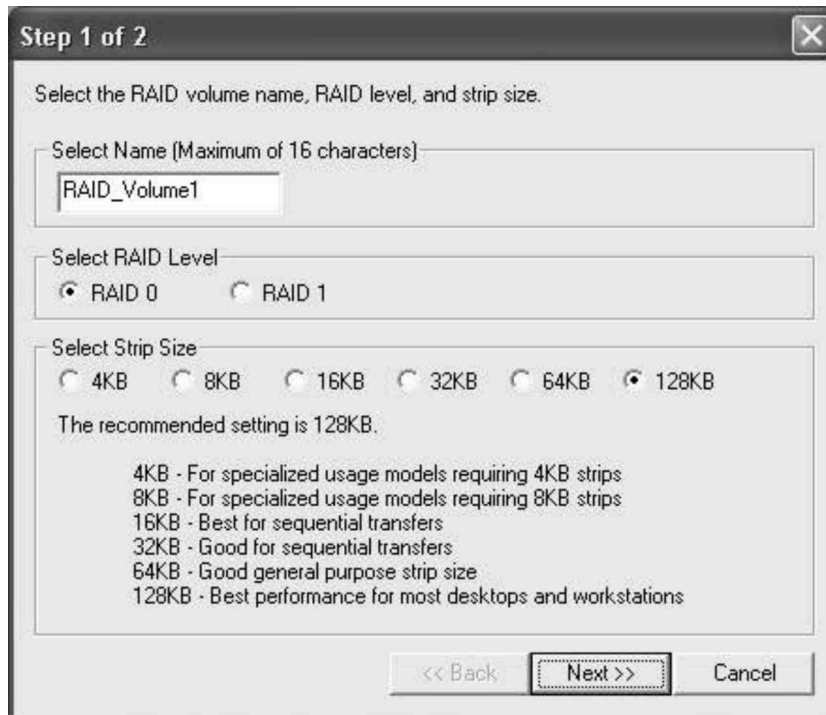 Step 1 of 2
Select the RAID volume name, RAID level, and strip size.
Select Name (Maximum of 16 characters)
RAID_Volume1
Select RAID Level
RAID 0 RAID 1
Select Strip Size
4KB 8KB 16KB 32KB 64KB 128KB
The recommended setting is 128KB.
4KB - For specialized usage models requiring 4KB strips
8KB - For specialized usage models requiring 8KB strips
16KB - Best for sequential transfers
32KB - Good for sequential transfers
64KB - Good general purpose strip size
128KB - Best performance for most desktops and workstations
<< Back Next >> Cancel